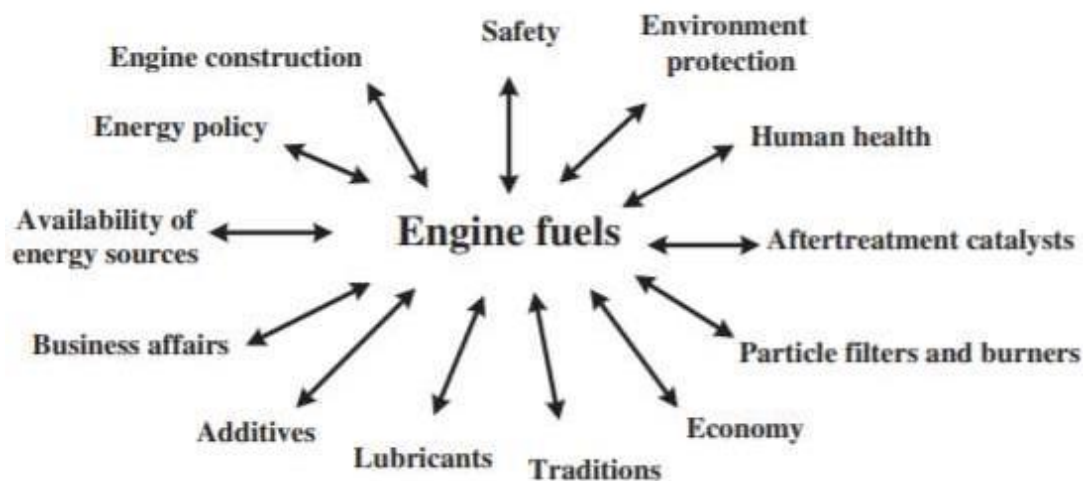 Safety
Environment
protection
Engine construction
Energy policy
Human health
Availability of
energy sources
Engine fuels
Aftertreatment catalysts
Business affairs
Particle filters and burners
Additives
Lubricants
Traditions
Economy